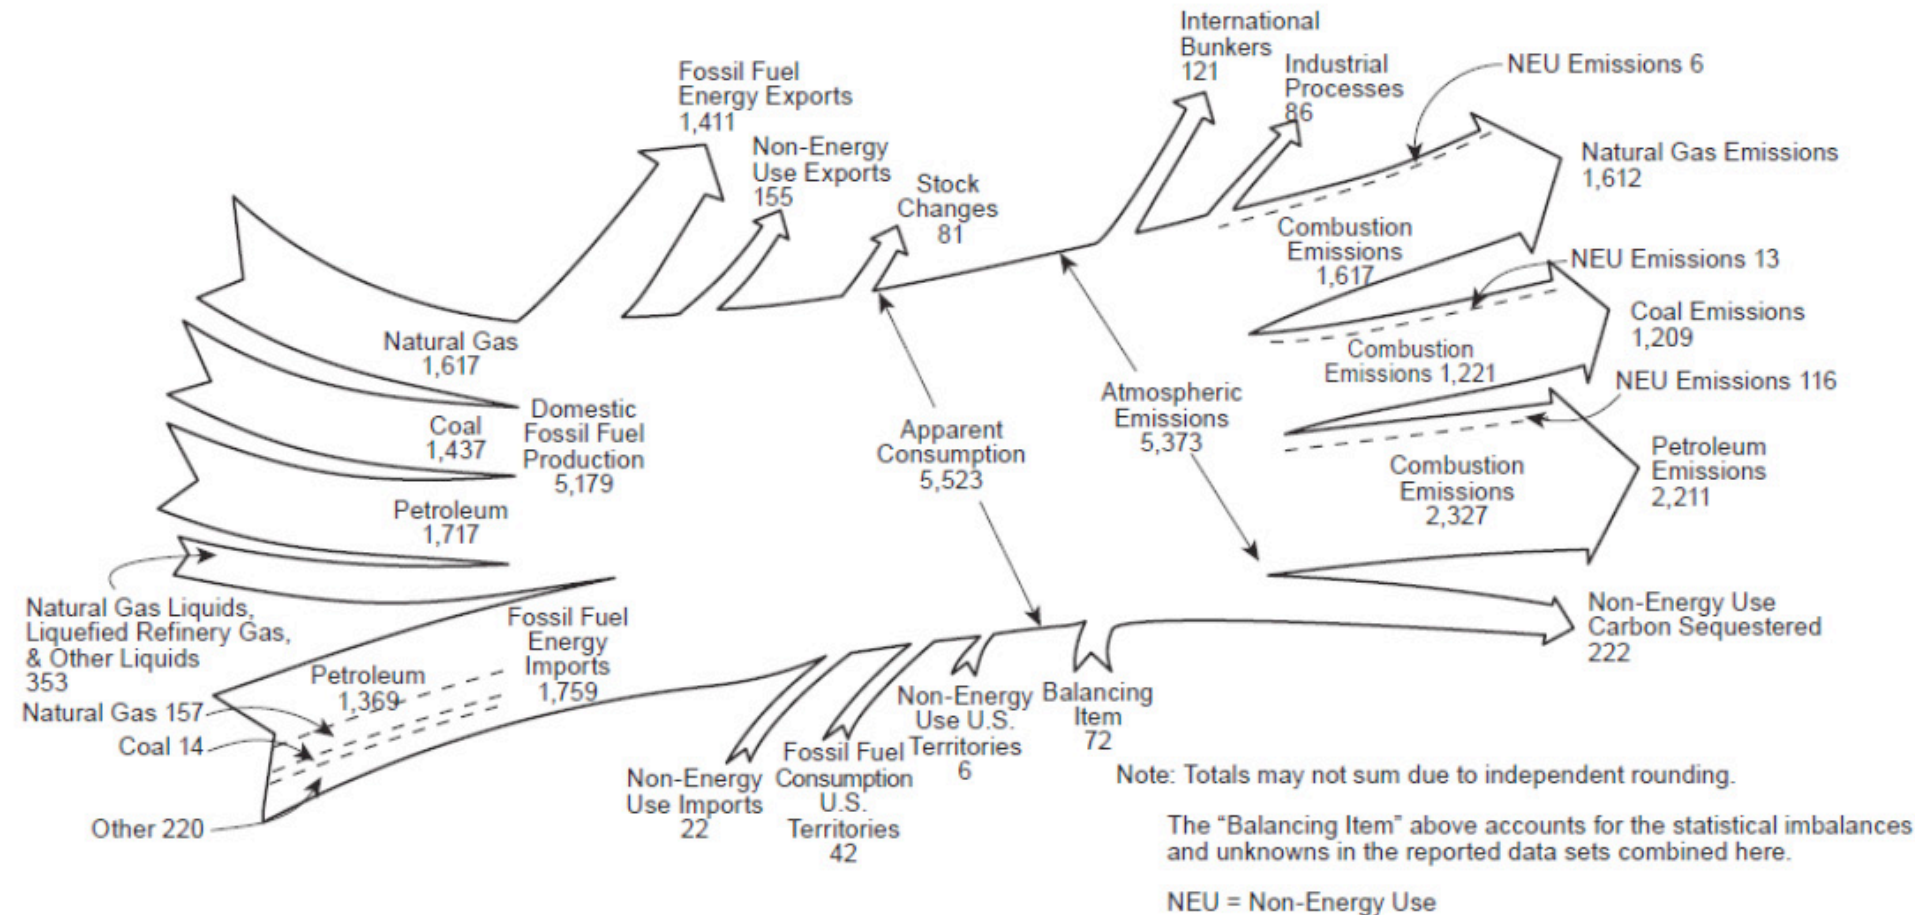 International
Bunkers
121
Industrial
Processes
86
NEU Emissions 6
Fossil Fuel
Energy Exports
1,411
Non-Energy
Use Exports
155
Stock
Changes
81
Natural Gas Emissions
1,612
Combustion
Emissions
1,617
NEU Emissions 13
Coal Emissions
1,209
Combustion
Emissions 1,221
NEU Emissions 116
Petroleum
Emissions
2,211
Combustion
Emissions
2,327
Natural Gas
1,617
Coal
1,437
Domestic
Fossil Fuel
Production
5,179
Petroleum
1,717
Apparent
Consumption
5,523
Atmospheric
Emissions
5,373
Natural Gas Liquids,
Liquefied Refinery Gas,
& Other Liquids
353
Fossil Fuel
Energy
Imports
1,759
Petroleum
1,369
Natural Gas 157
Coal 14
Other 220
Non-Energy
Use Imports
22
Fossil Fuel
Consumption
U.S.
Territories
42
Non-Energy
Use U.S.
Territories
6
Balancing
Item
72
Non-Energy Use
Carbon Sequestered
222
Note: Totals may not sum due to independent rounding.
The “Balancing Item” above accounts for the statistical imbalances
and unknowns in the reported data sets combined here.
NEU = Non-Energy Use